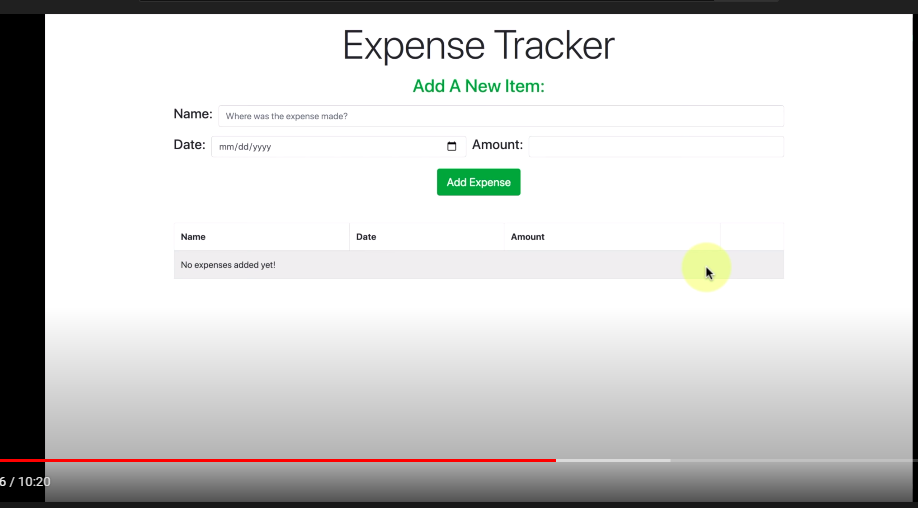 Expense Tracker
Add A New Item:
Name: Where was the expense made?
Date: mm/dd/yyyy Amount:
Add Expense
Name Date Amount
No expenses added yet!
6 / 10:20